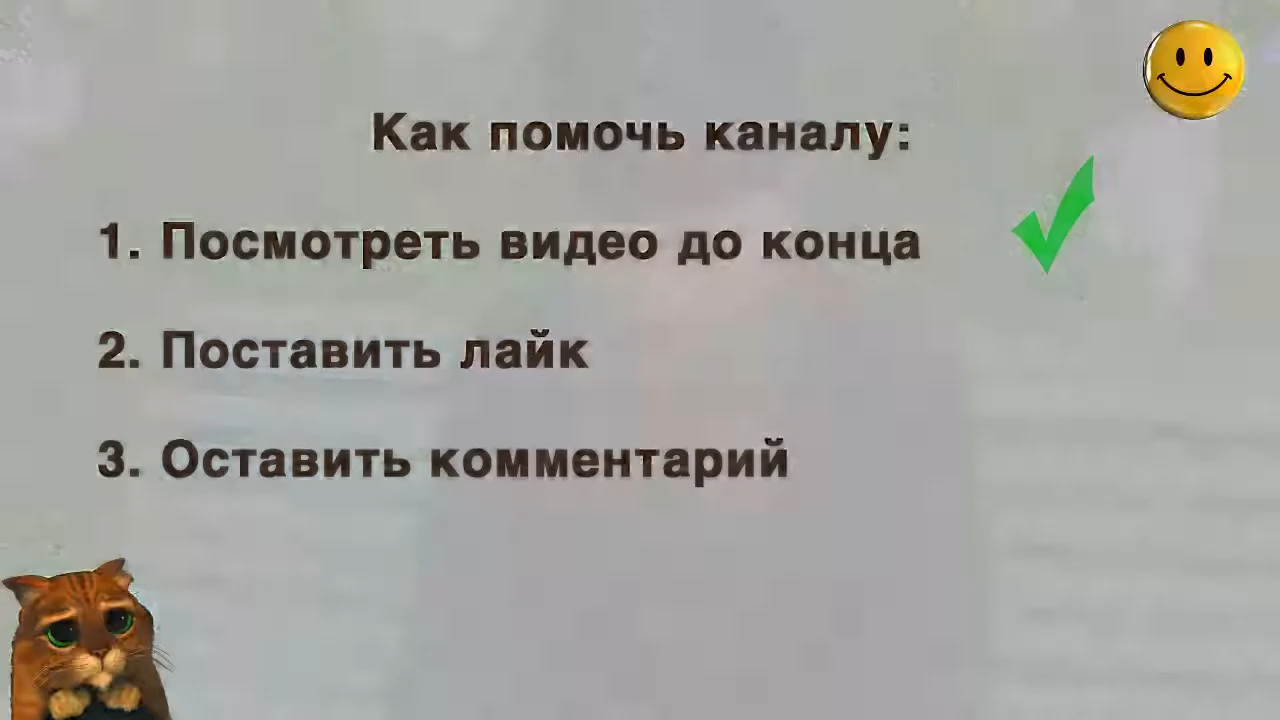 Как помочь каналу:
1. Посмотреть видео до конца
2. Поставить лайк
3. Оставить комментарий